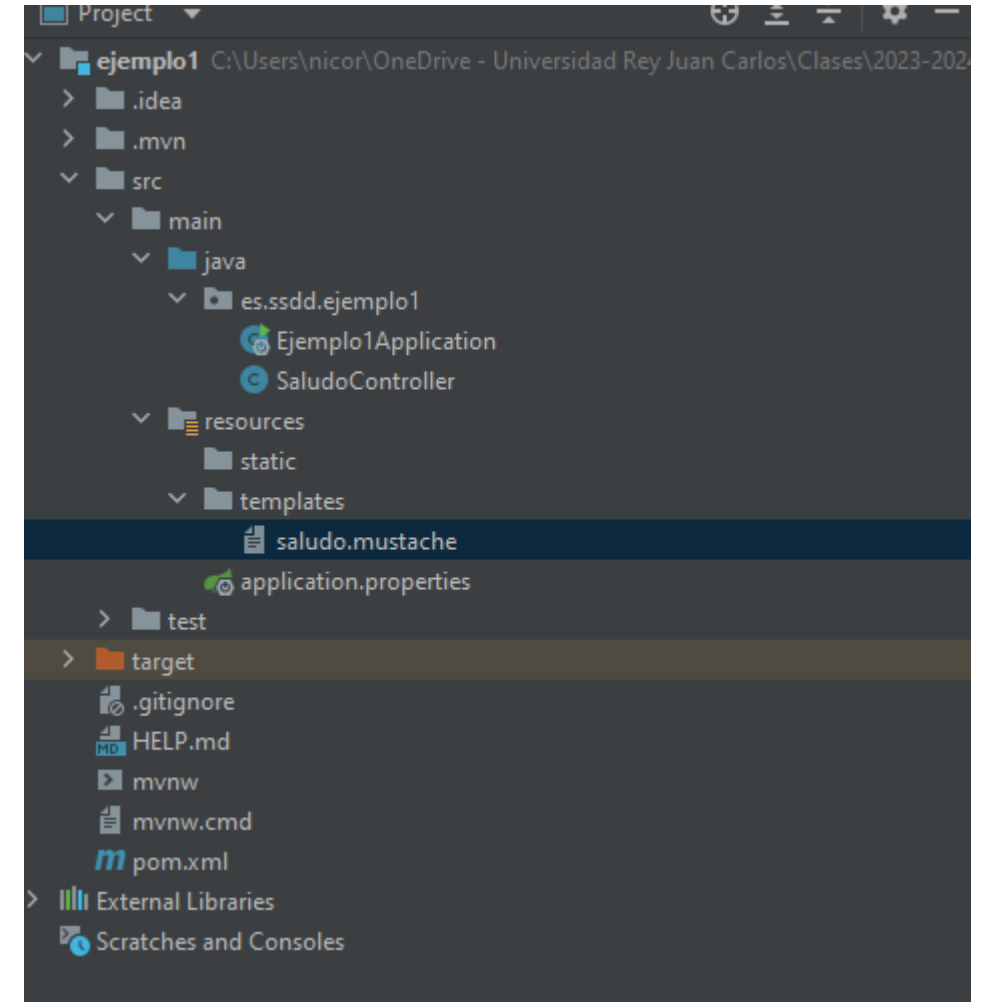 Project
ejemplo1 C:\Users\nicor\OneDrive - Universidad Rey Juan Carlos\Clases\2023-2024
.idea
.mvn
src
main
java
es.ssdd.ejemplo1
Ejemplo1Application
C SaludoController
resources
static
templates
saludo.mustache
application.properties
test
target
.gitignore
MD HELP.md
mvnw
mvnw.cmd
m pom.xml
External Libraries
Scratches and Consoles